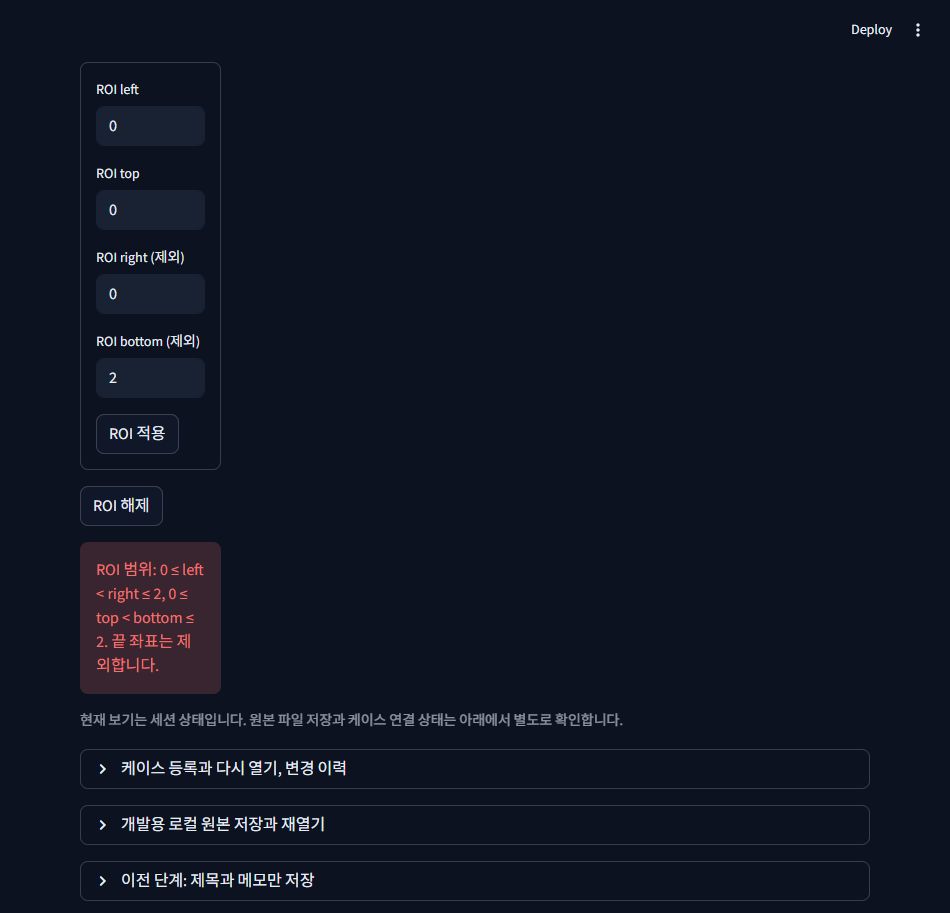 Deploy
ROI left
0
ROI top
0
ROI right (제외)
0
ROI bottom (제외)
2
ROI 적용
ROI 해제
ROI 범위: 0 ≤ left
< right ≤ 2, 0 ≤
top < bottom ≤
2. 끝 좌표는 제
외합니다.
현재 보기는 세션 상태입니다. 원본 파일 저장과 케이스 연결 상태는 아래에서 별도로 확인합니다.
케이스 등록과 다시 열기, 변경 이력
개발용 로컬 원본 저장과 재열기
이전 단계: 제목과 메모만 저장